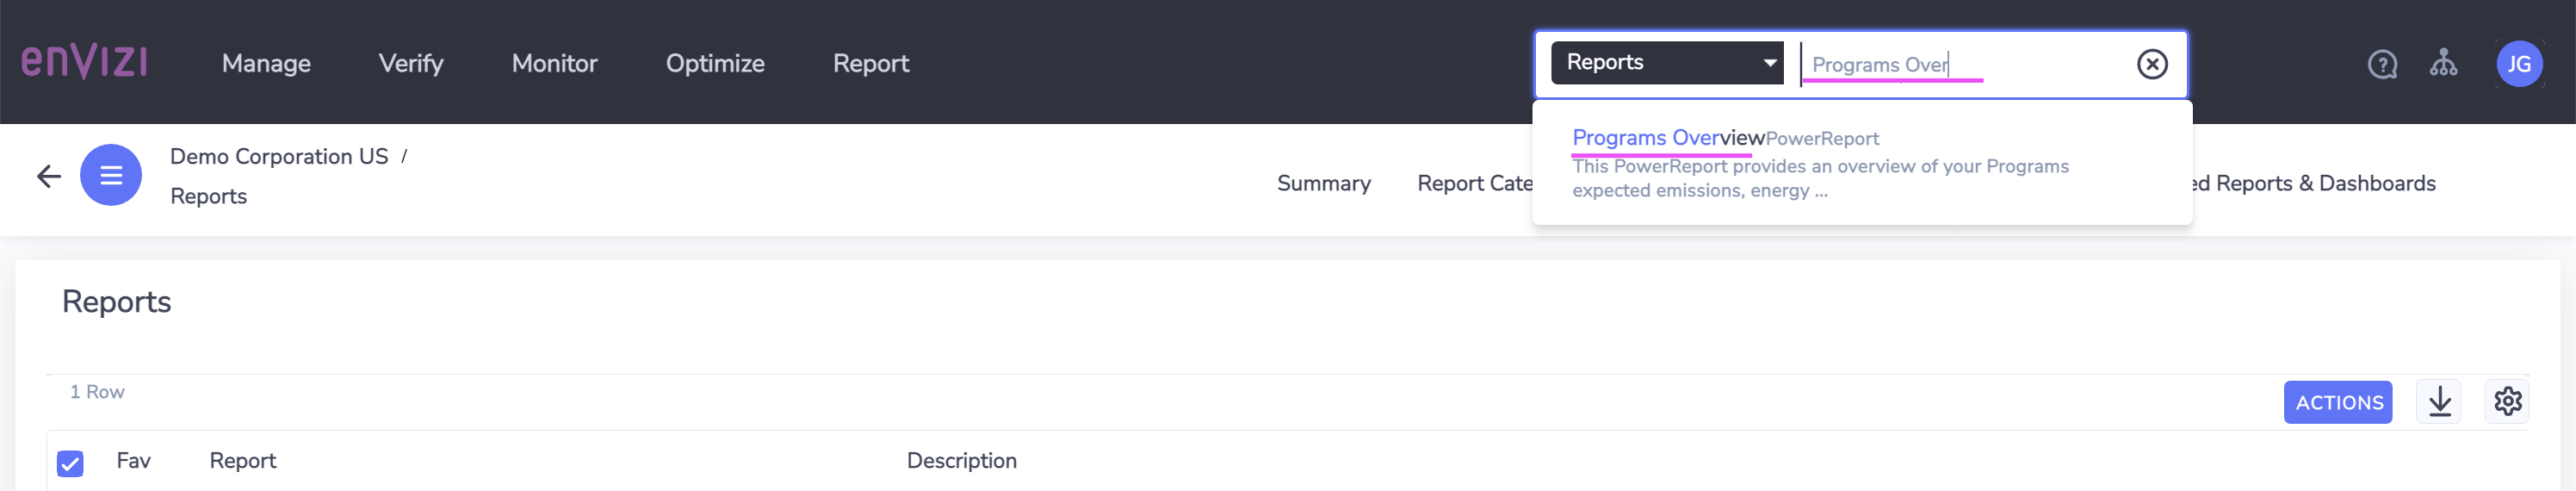 envizi Manage Verify Monitor Optimize Report
Reports Programs Over
? JG
Programs OverviewPowerReport
This PowerReport provides an overview of your Programs
expected emissions, energy ...
Demo Corporation US /
Reports
Summary Report Cate ed Reports & Dashboards
Reports
1 Row
ACTIONS
Fav Report Description